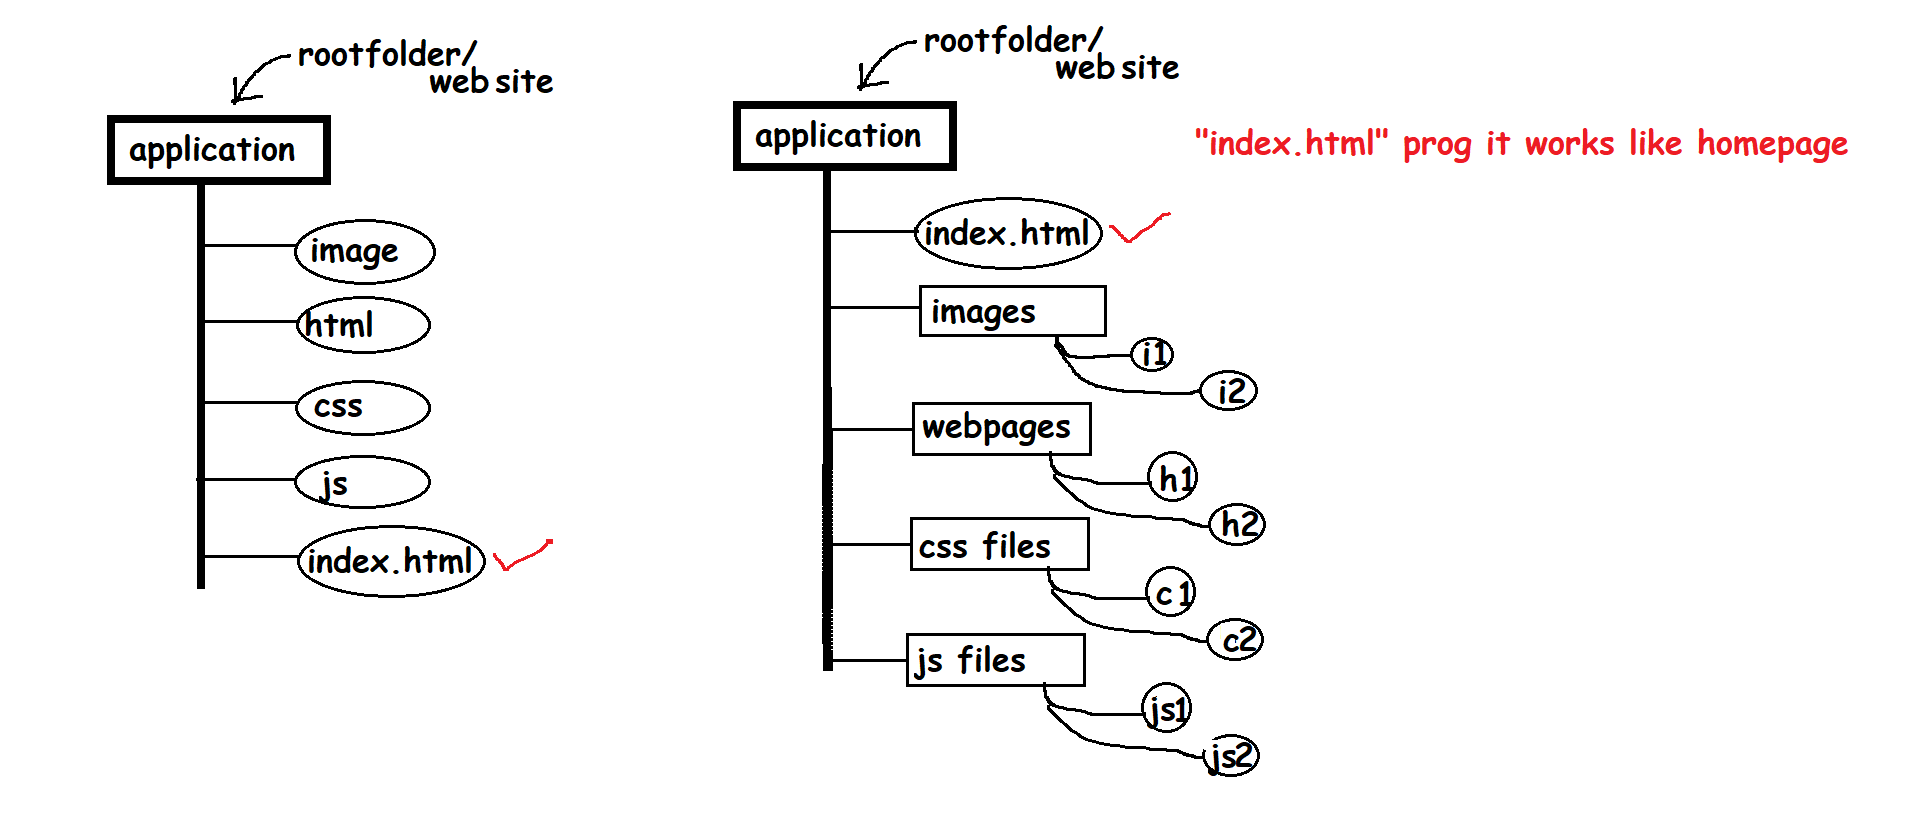 rootfolder/
web site
application
image
html
css
js
index.html
rootfolder/
web site
application
"index.html" prog it works like homepage
index.html
images
i1
i2
webpages
h1
h2
css files
c1
c2
js files
js1
js2